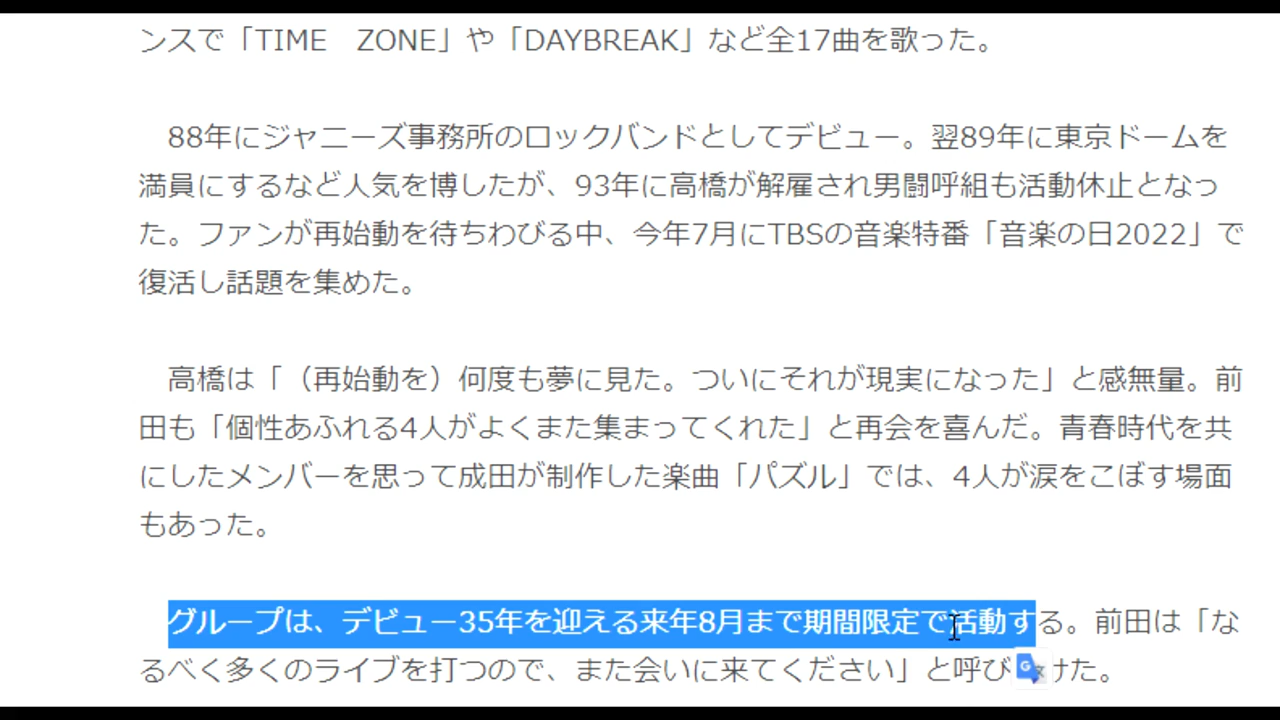 ンスで「TIME　ZONE」や「DAYBREAK」など全17曲を歌った。
　88年にジャニーズ事務所のロックバンドとしてデビュー。翌89年に東京ドームを
満員にするなど人気を博したが、93年に高橋が解雇され男闘呼組も活動休止となっ
た。ファンが再始動を待ちわびる中、今年7月にTBSの音楽特番「音楽の日2022」で
復活し話題を集めた。
　高橋は「（再始動を）何度も夢に見た。ついにそれが現実になった」と感無量。前
田も「個性あふれる4人がよくまた集まってくれた」と再会を喜んだ。青春時代を共
にしたメンバーを思って成田が制作した楽曲「パズル」では、4人が涙をこぼす場面
もあった。
　グループは、デビュー35年を迎える来年8月まで期間限定で活動する。前田は「な
るべく多くのライブを打つので、また会いに来てください」と呼びけた。